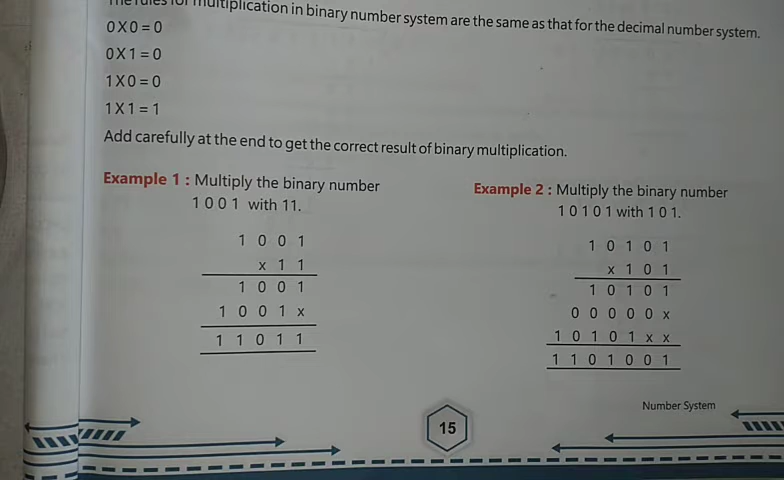 The rules for multiplication in binary number system are the same as that for the decimal number system.
0 X 0 = 0
0 X 1 = 0
1 X 0 = 0
1 X 1 = 1
Add carefully at the end to get the correct result of binary multiplication.
Example 1 : Multiply the binary number
1 0 0 1 with 11.
1 0 0 1
x 1 1
1 0 0 1
1 0 0 1 x
1 1 0 1 1
Example 2 : Multiply the binary number
1 0 1 0 1 with 1 0 1.
1 0 1 0 1
x 1 0 1
1 0 1 0 1
0 0 0 0 0 x
1 0 1 0 1 x x
1 1 0 1 0 0 1
Number System
15